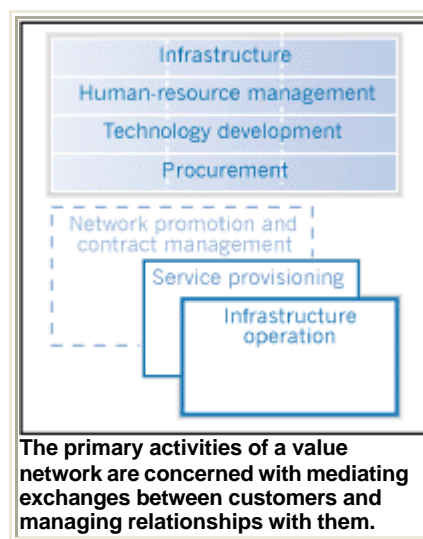 Infrastructure
Human-resource management
Technology development
Procurement
Network promotion and
contract management
Service provisioning
Infrastructure
operation
The primary activities of a value
network are concerned with mediating
exchanges between customers and
managing relationships with them.